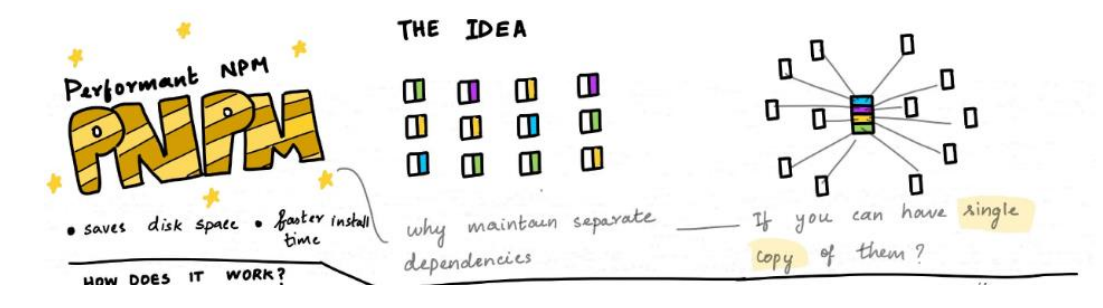 Performant NPM
PNPM
• saves disk space • faster install time
THE IDEA
why maintain separate
dependencies
If you can have single
copy of them?
HOW DOES IT WORK?